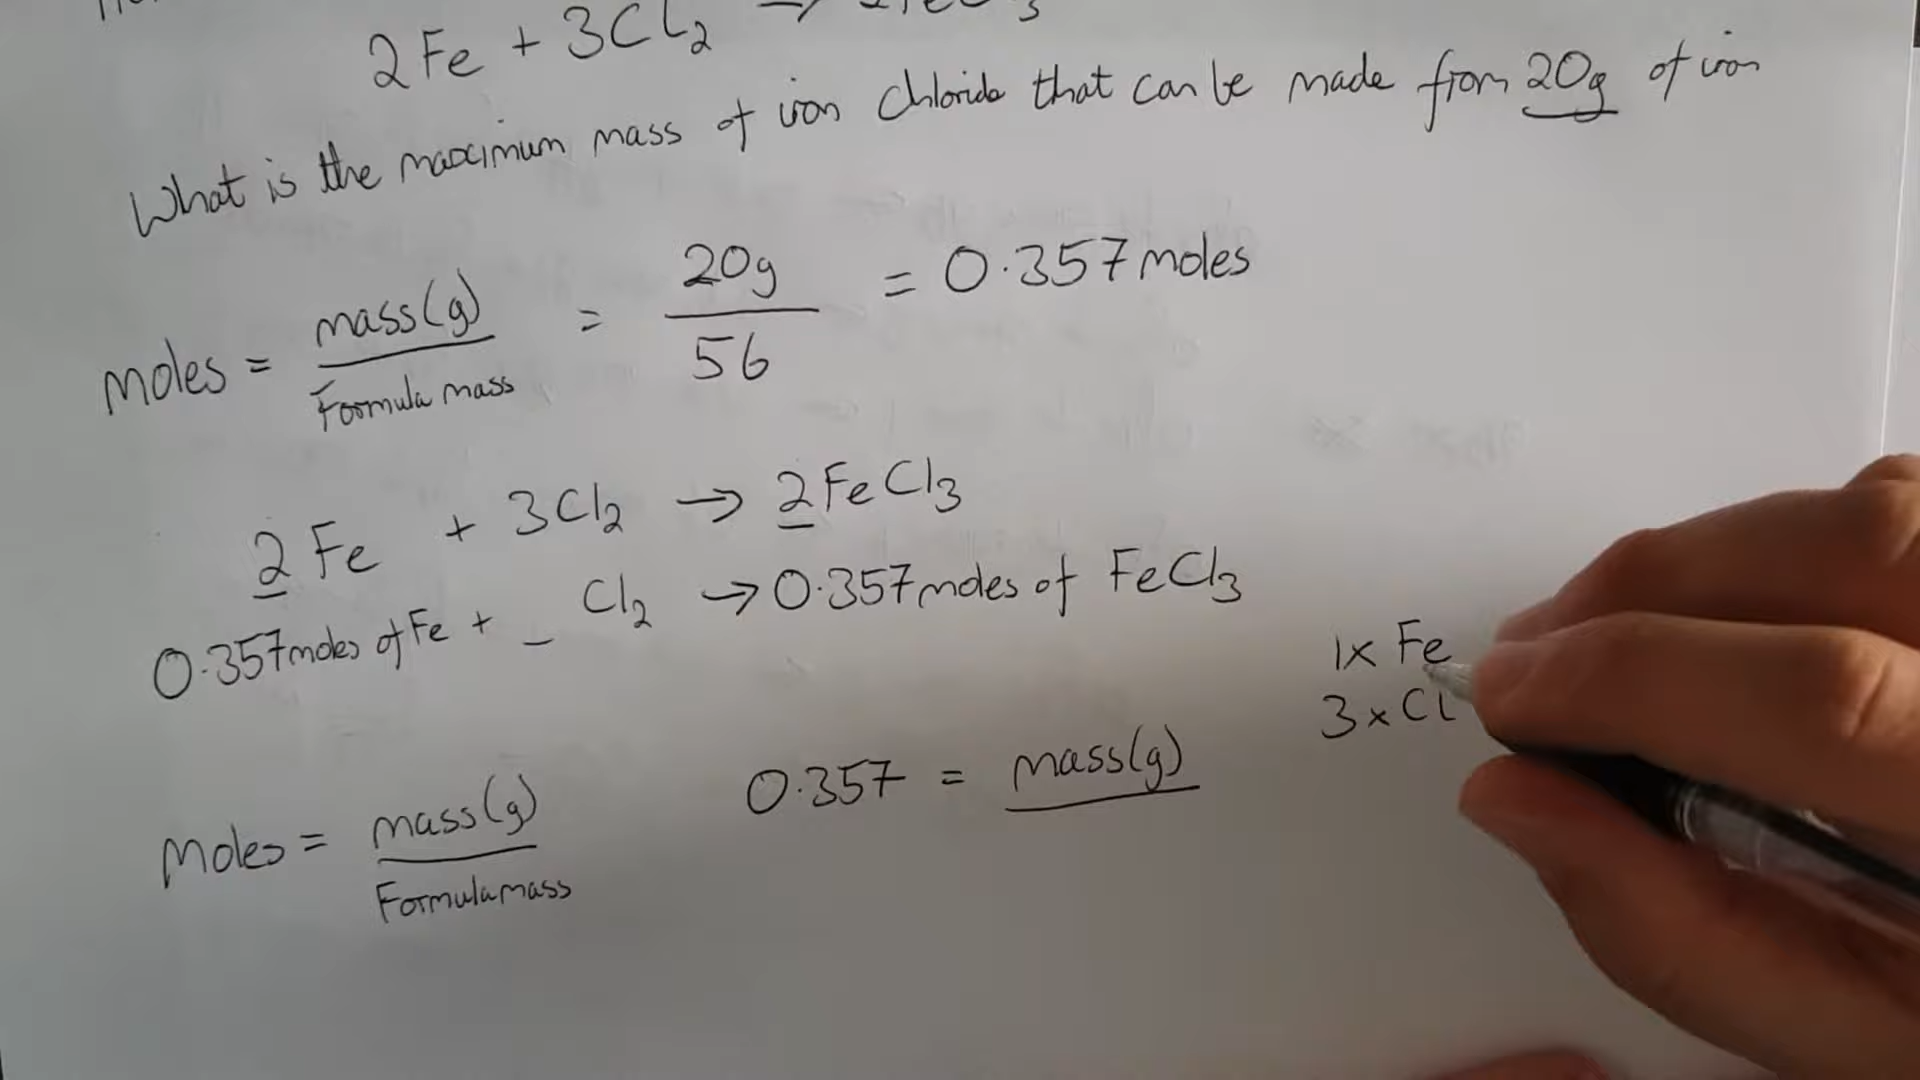 2Fe + 3Cl₂ → 3
What is the maximum mass of iron chloride that can be made from 20g of iron
moles = mass(g) / Formula mass = 20g / 56 = 0.357 moles
2Fe + 3Cl₂ → 2FeCl₃
0.357 moles of Fe + _ Cl₂ → 0.357 moles of FeCl₃
1x Fe
3x Cl
Moles = mass(g) / Formula mass
0.357 = mass(g)